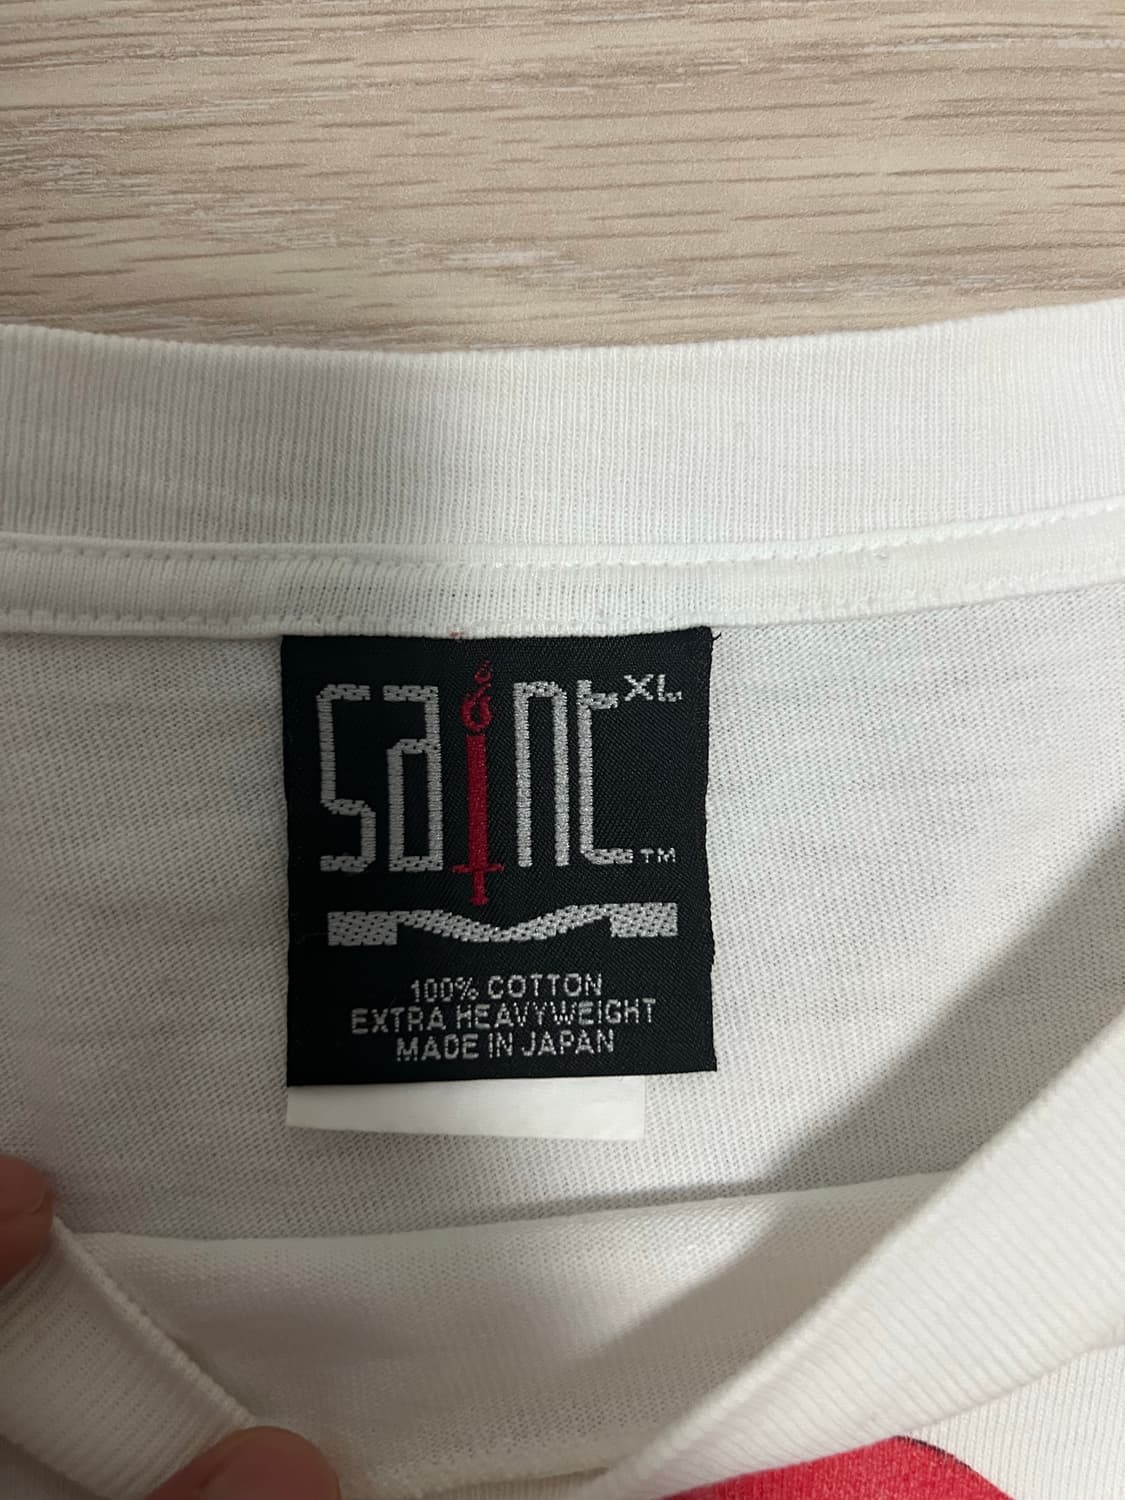 saint XL
™
100% COTTON
EXTRA HEAVYWEIGHT
MADE IN JAPAN